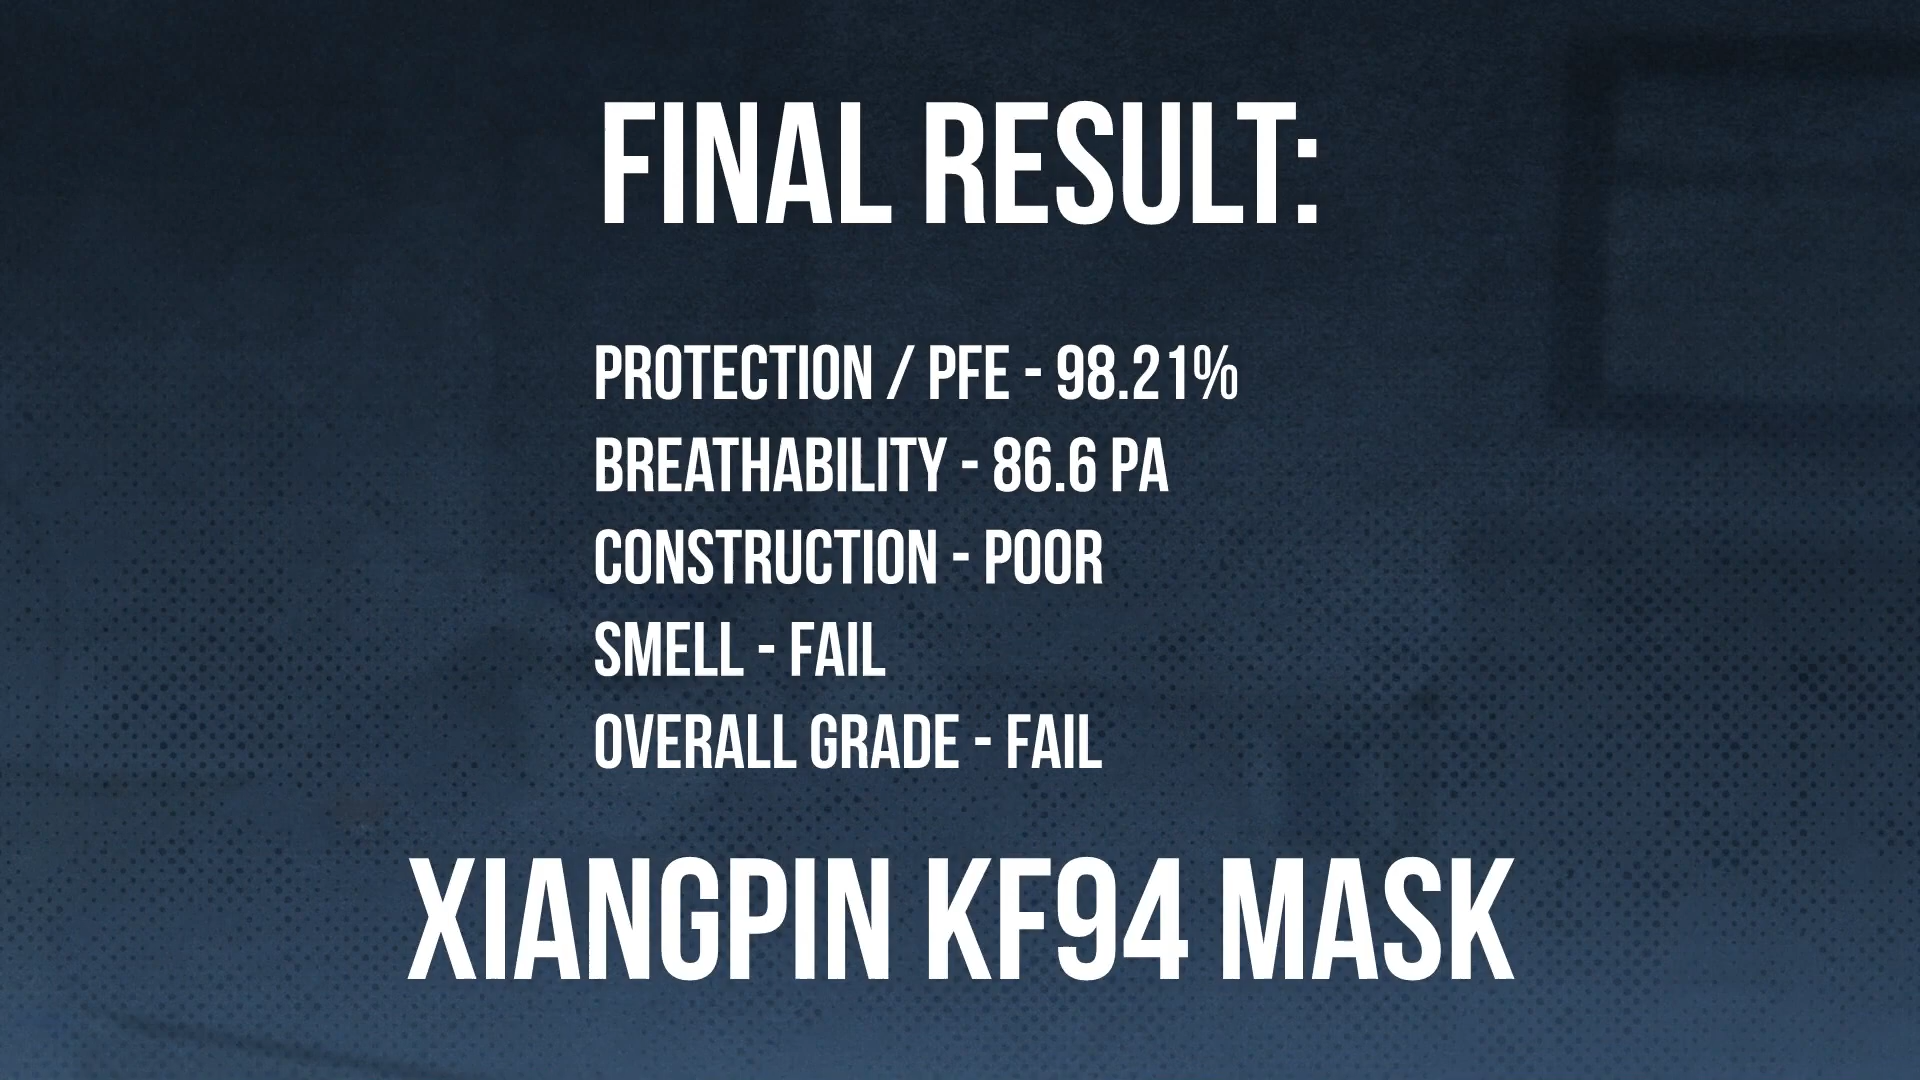 FINAL RESULT:
PROTECTION / PFE - 98.21%
BREATHABILITY - 86.6 PA
CONSTRUCTION - POOR
SMELL - FAIL
OVERALL GRADE - FAIL
XIANGPIN KF94 MASK